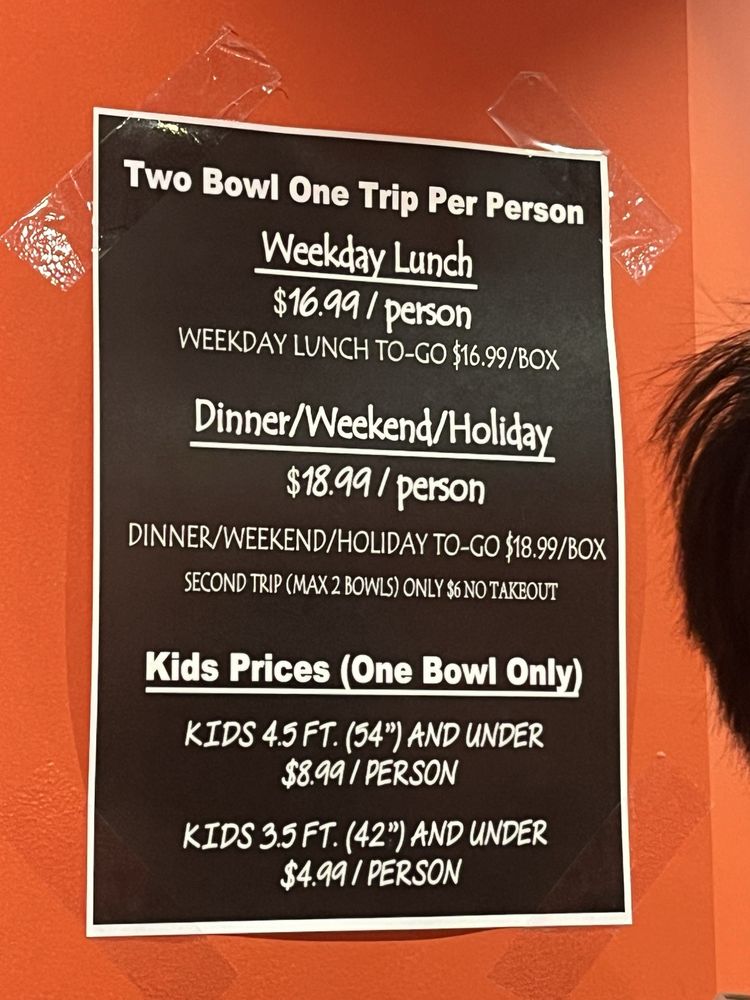 Two Bowl One Trip Per Person
Weekday Lunch
$16.99 / person
WEEKDAY LUNCH TO-GO $16.99/BOX
Dinner/Weekend/Holiday
$18.99 / person
DINNER/WEEKEND/HOLIDAY TO-GO $18.99/BOX
SECOND TRIP (MAX 2 BOWLS) ONLY $6 NO TAKEOUT
Kids Prices (One Bowl Only)
KIDS 4.5 FT. (54") AND UNDER
$8.99 / PERSON
KIDS 3.5 FT. (42") AND UNDER
$4.99 / PERSON